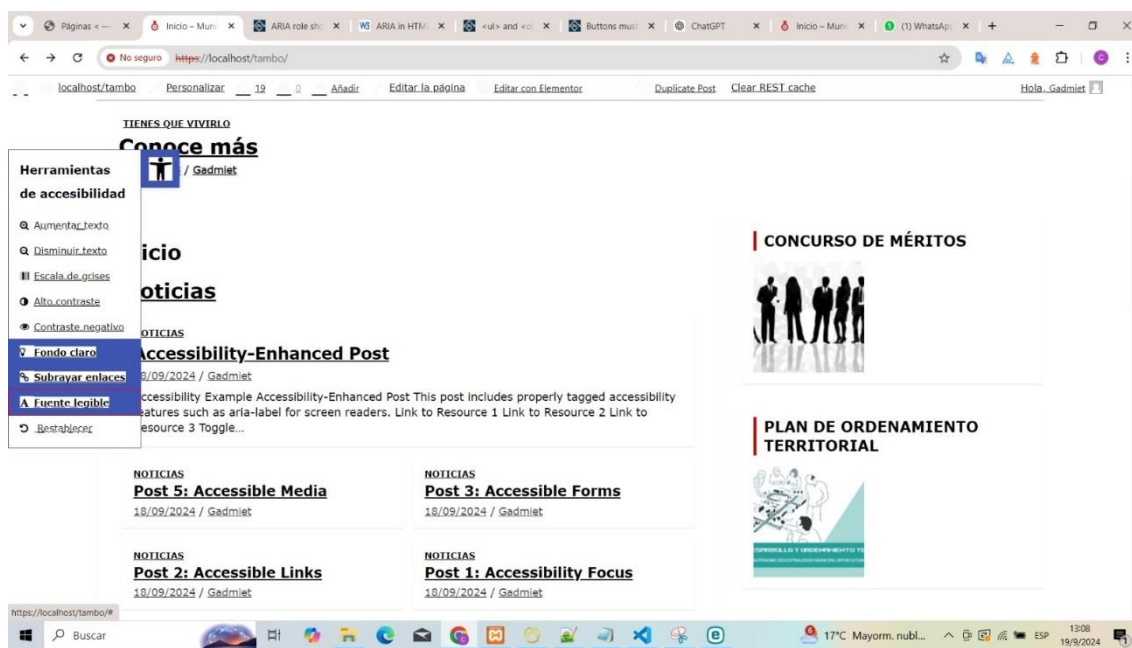 Páginas < —
Inicio – Muni
ARIA role sho
ARIA in HTML
<ul> and <ol
Buttons must
ChatGPT
Inicio – Muni
(1) WhatsApp
No seguro https://localhost/tambo/
localhost/tambo Personalizar 19 0 Añadir Editar la página Editar con Elementor Duplicate Post Clear REST cache Hola, Gadmiet
TIENES QUE VIVIRLO
Conoce más
/ Gadmiet
Herramientas
de accesibilidad
Aumentar texto
Disminuir texto
Escala de grises
Alto contraste
Contraste negativo
Fondo claro
Subrayar enlaces
Fuente legible
Restablecer
icio
oticias
OTICIAS
Accessibility-Enhanced Post
8/09/2024 / Gadmiet
ccessibility Example Accessibility-Enhanced Post This post includes properly tagged accessibility
eatures such as aria-label for screen readers. Link to Resource 1 Link to Resource 2 Link to
esource 3 Toggle...
NOTICIAS
Post 5: Accessible Media
18/09/2024 / Gadmiet
NOTICIAS
Post 3: Accessible Forms
18/09/2024 / Gadmiet
NOTICIAS
Post 2: Accessible Links
18/09/2024 / Gadmiet
NOTICIAS
Post 1: Accessibility Focus
18/09/2024 / Gadmiet
CONCURSO DE MÉRITOS
PLAN DE ORDENAMIENTO
TERRITORIAL
https://localhost/tambo/#
Buscar
17°C Mayorm. nubl...
ESP
13:08
19/9/2024